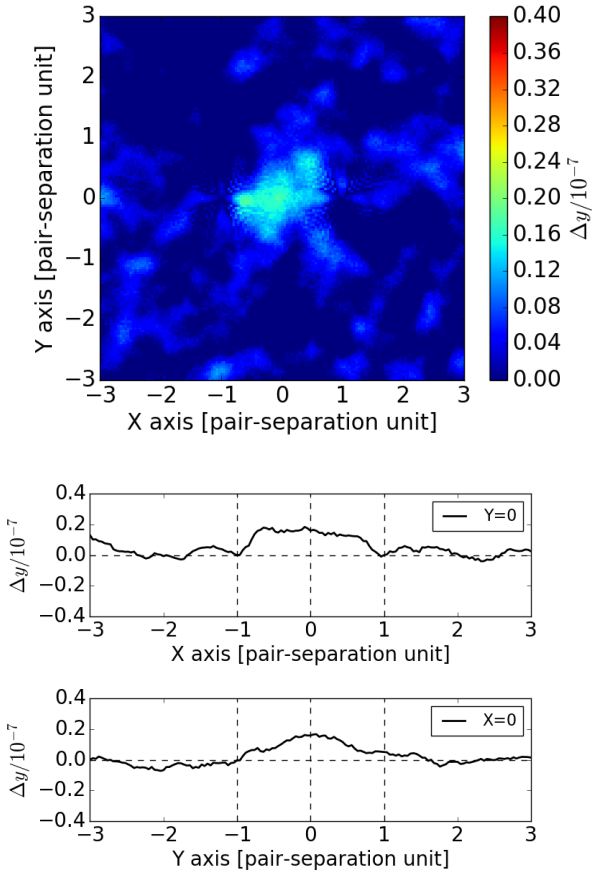 3
2
1
0
−1
−2
−3
Y axis [pair-separation unit]
−3 −2 −1 0 1 2 3
X axis [pair-separation unit]
0.40
0.36
0.32
0.28
0.24
0.20
0.16
0.12
0.08
0.04
0.00
Δy/10⁻⁷
0.4
0.2
0.0
−0.2
−0.4
Δy/10⁻⁷
Y=0
−3 −2 −1 0 1 2 3
X axis [pair-separation unit]
0.4
0.2
0.0
−0.2
−0.4
Δy/10⁻⁷
X=0
−3 −2 −1 0 1 2 3
Y axis [pair-separation unit]